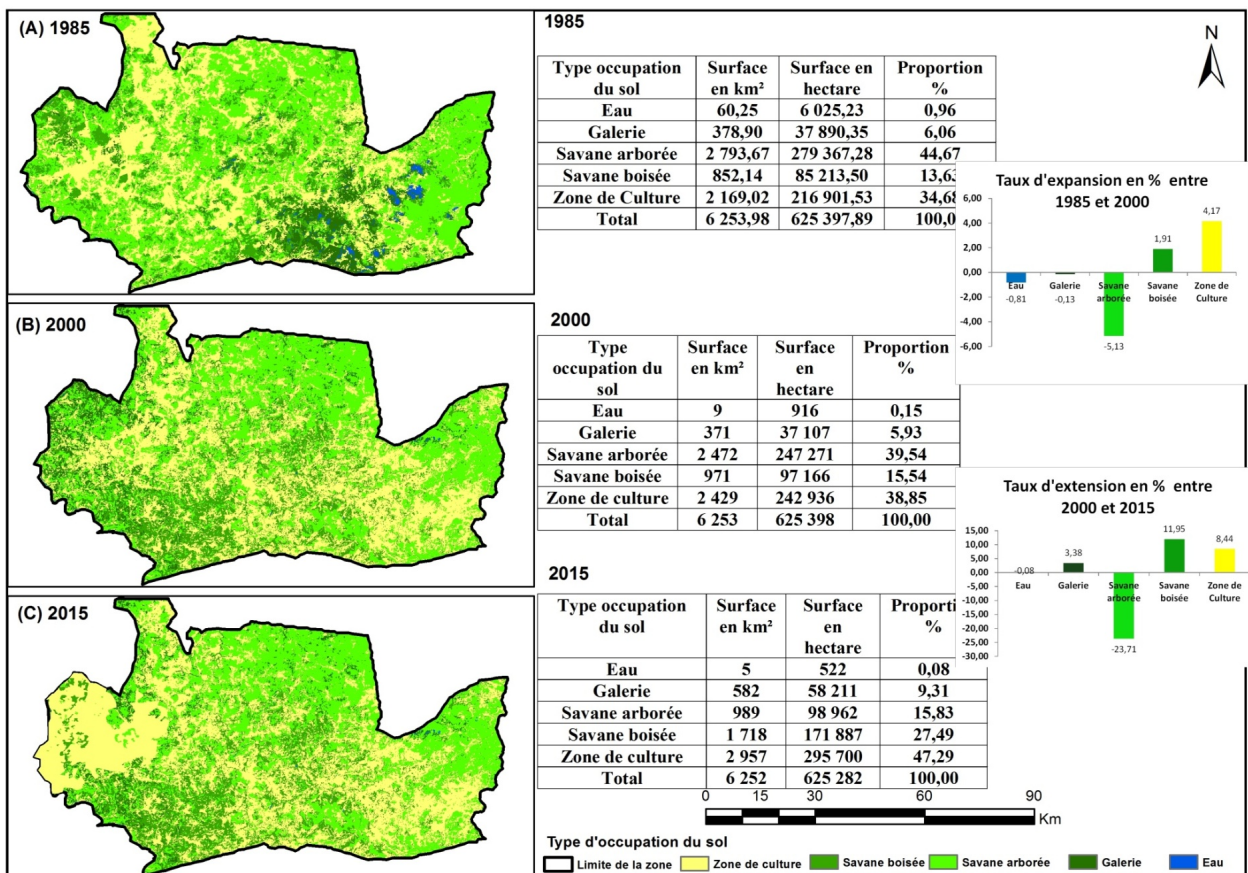 (A) 1985
1985
N
Type occupation du sol Surface en km² Surface en hectare Proportion %
Eau 60,25 6 025,23 0,96
Galerie 378,90 37 890,35 6,06
Savane arborée 2 793,67 279 367,28 44,67
Savane boisée 852,14 85 213,50 13,63
Zone de Culture 2 169,02 216 901,53 34,68
Total 6 253,98 625 397,89 100,0
Taux d'expansion en % entre
1985 et 2000
6,00
4,00
2,00
0,00
-2,00
-4,00
-6,00
Eau Galerie Savane arborée Savane boisée Zone de Culture
-0,81 -0,13 -5,13 1,91 4,17
(B) 2000
2000
Type occupation du sol Surface en km² Surface en hectare Proportion %
Eau 9 916 0,15
Galerie 371 37 107 5,93
Savane arborée 2 472 247 271 39,54
Savane boisée 971 97 166 15,54
Zone de culture 2 429 242 936 38,85
Total 6 253 625 398 100,00
Taux d'extension en % entre
2000 et 2015
15,00
10,00
5,00
0,00
-5,00
-10,00
-15,00
-20,00
-25,00
-30,00
Eau Galerie Savane arborée Savane boisée Zone de Culture
-0,08 3,38 -23,71 11,95 8,44
(C) 2015
2015
Type occupation du sol Surface en km² Surface en hectare Proporti %
Eau 5 522 0,08
Galerie 582 58 211 9,31
Savane arborée 989 98 962 15,83
Savane boisée 1 718 171 887 27,49
Zone de culture 2 957 295 700 47,29
Total 6 252 625 282 100,00
0 15 30 60 90
Km
Type d'occupation du sol
Limite de la zone Zone de culture Savane boisée Savane arborée Galerie Eau